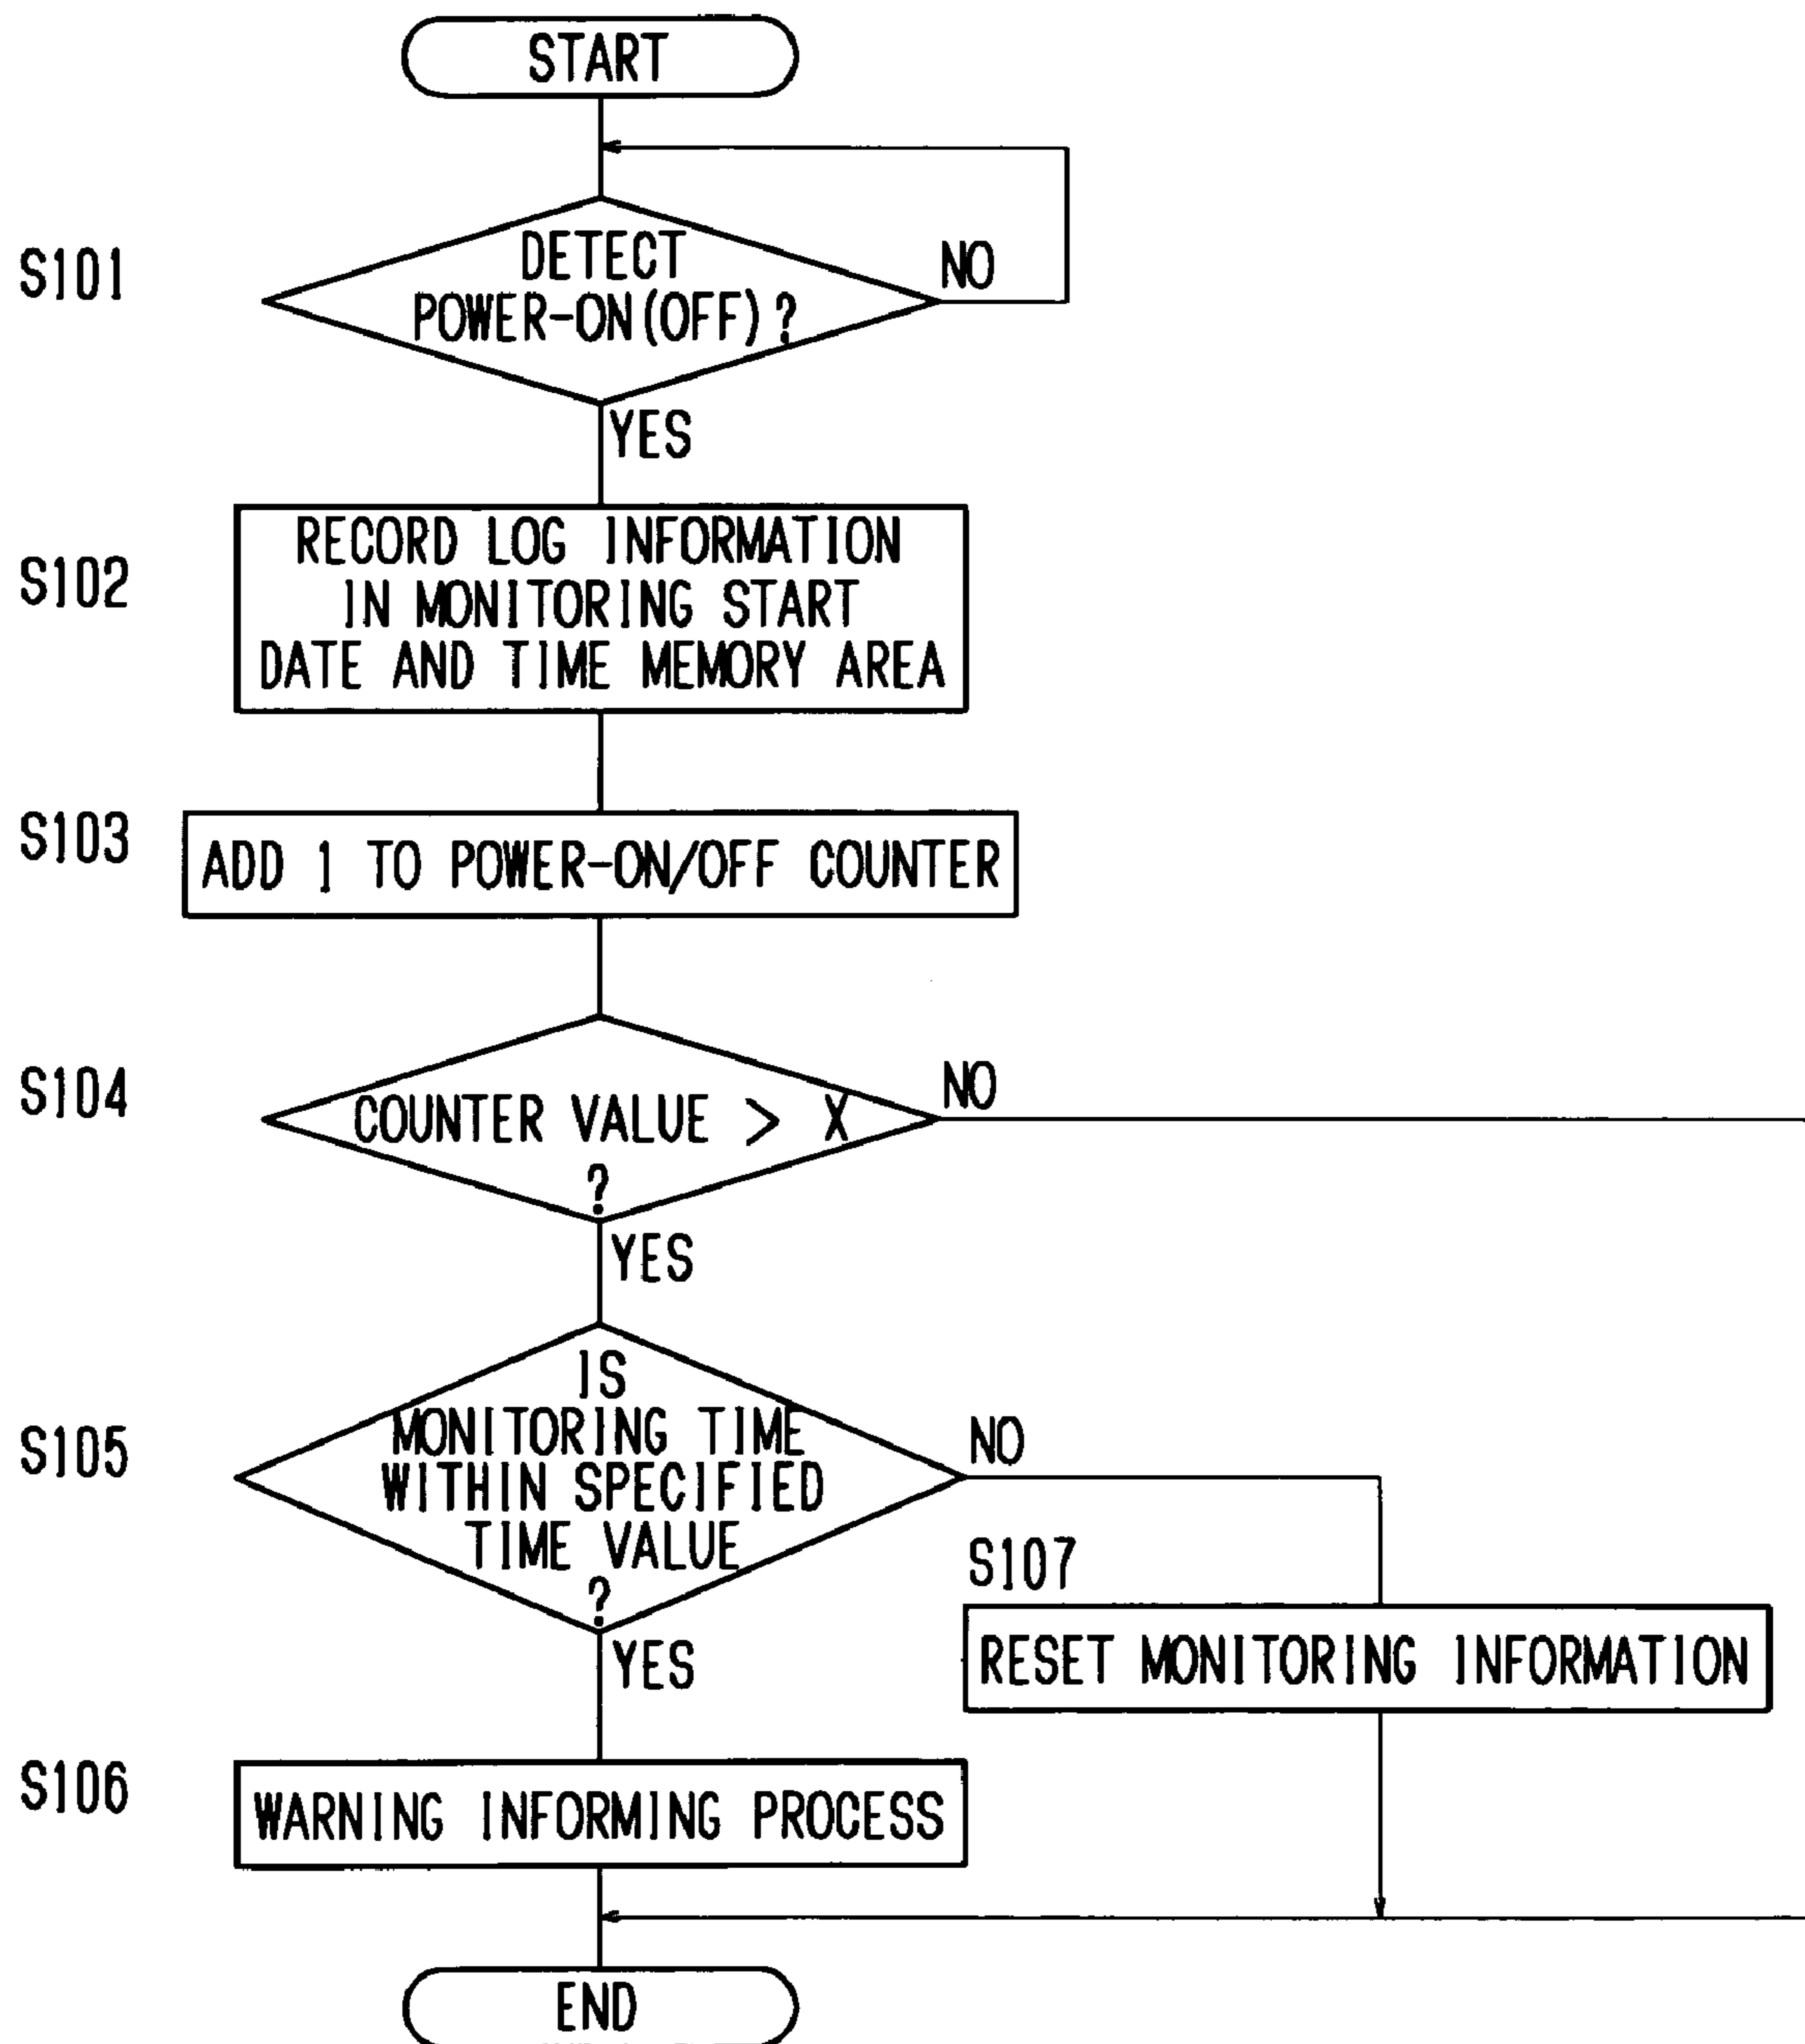 START
S101
DETECT
POWER-ON(OFF)?
NO
YES
S102
RECORD LOG INFORMATION
IN MONITORING START
DATE AND TIME MEMORY AREA
S103
ADD 1 TO POWER-ON/OFF COUNTER
S104
COUNTER VALUE > X
?
NO
YES
S105
IS
MONITORING TIME
WITHIN SPECIFIED
TIME VALUE
?
NO
YES
S107
RESET MONITORING INFORMATION
S106
WARNING INFORMING PROCESS
END